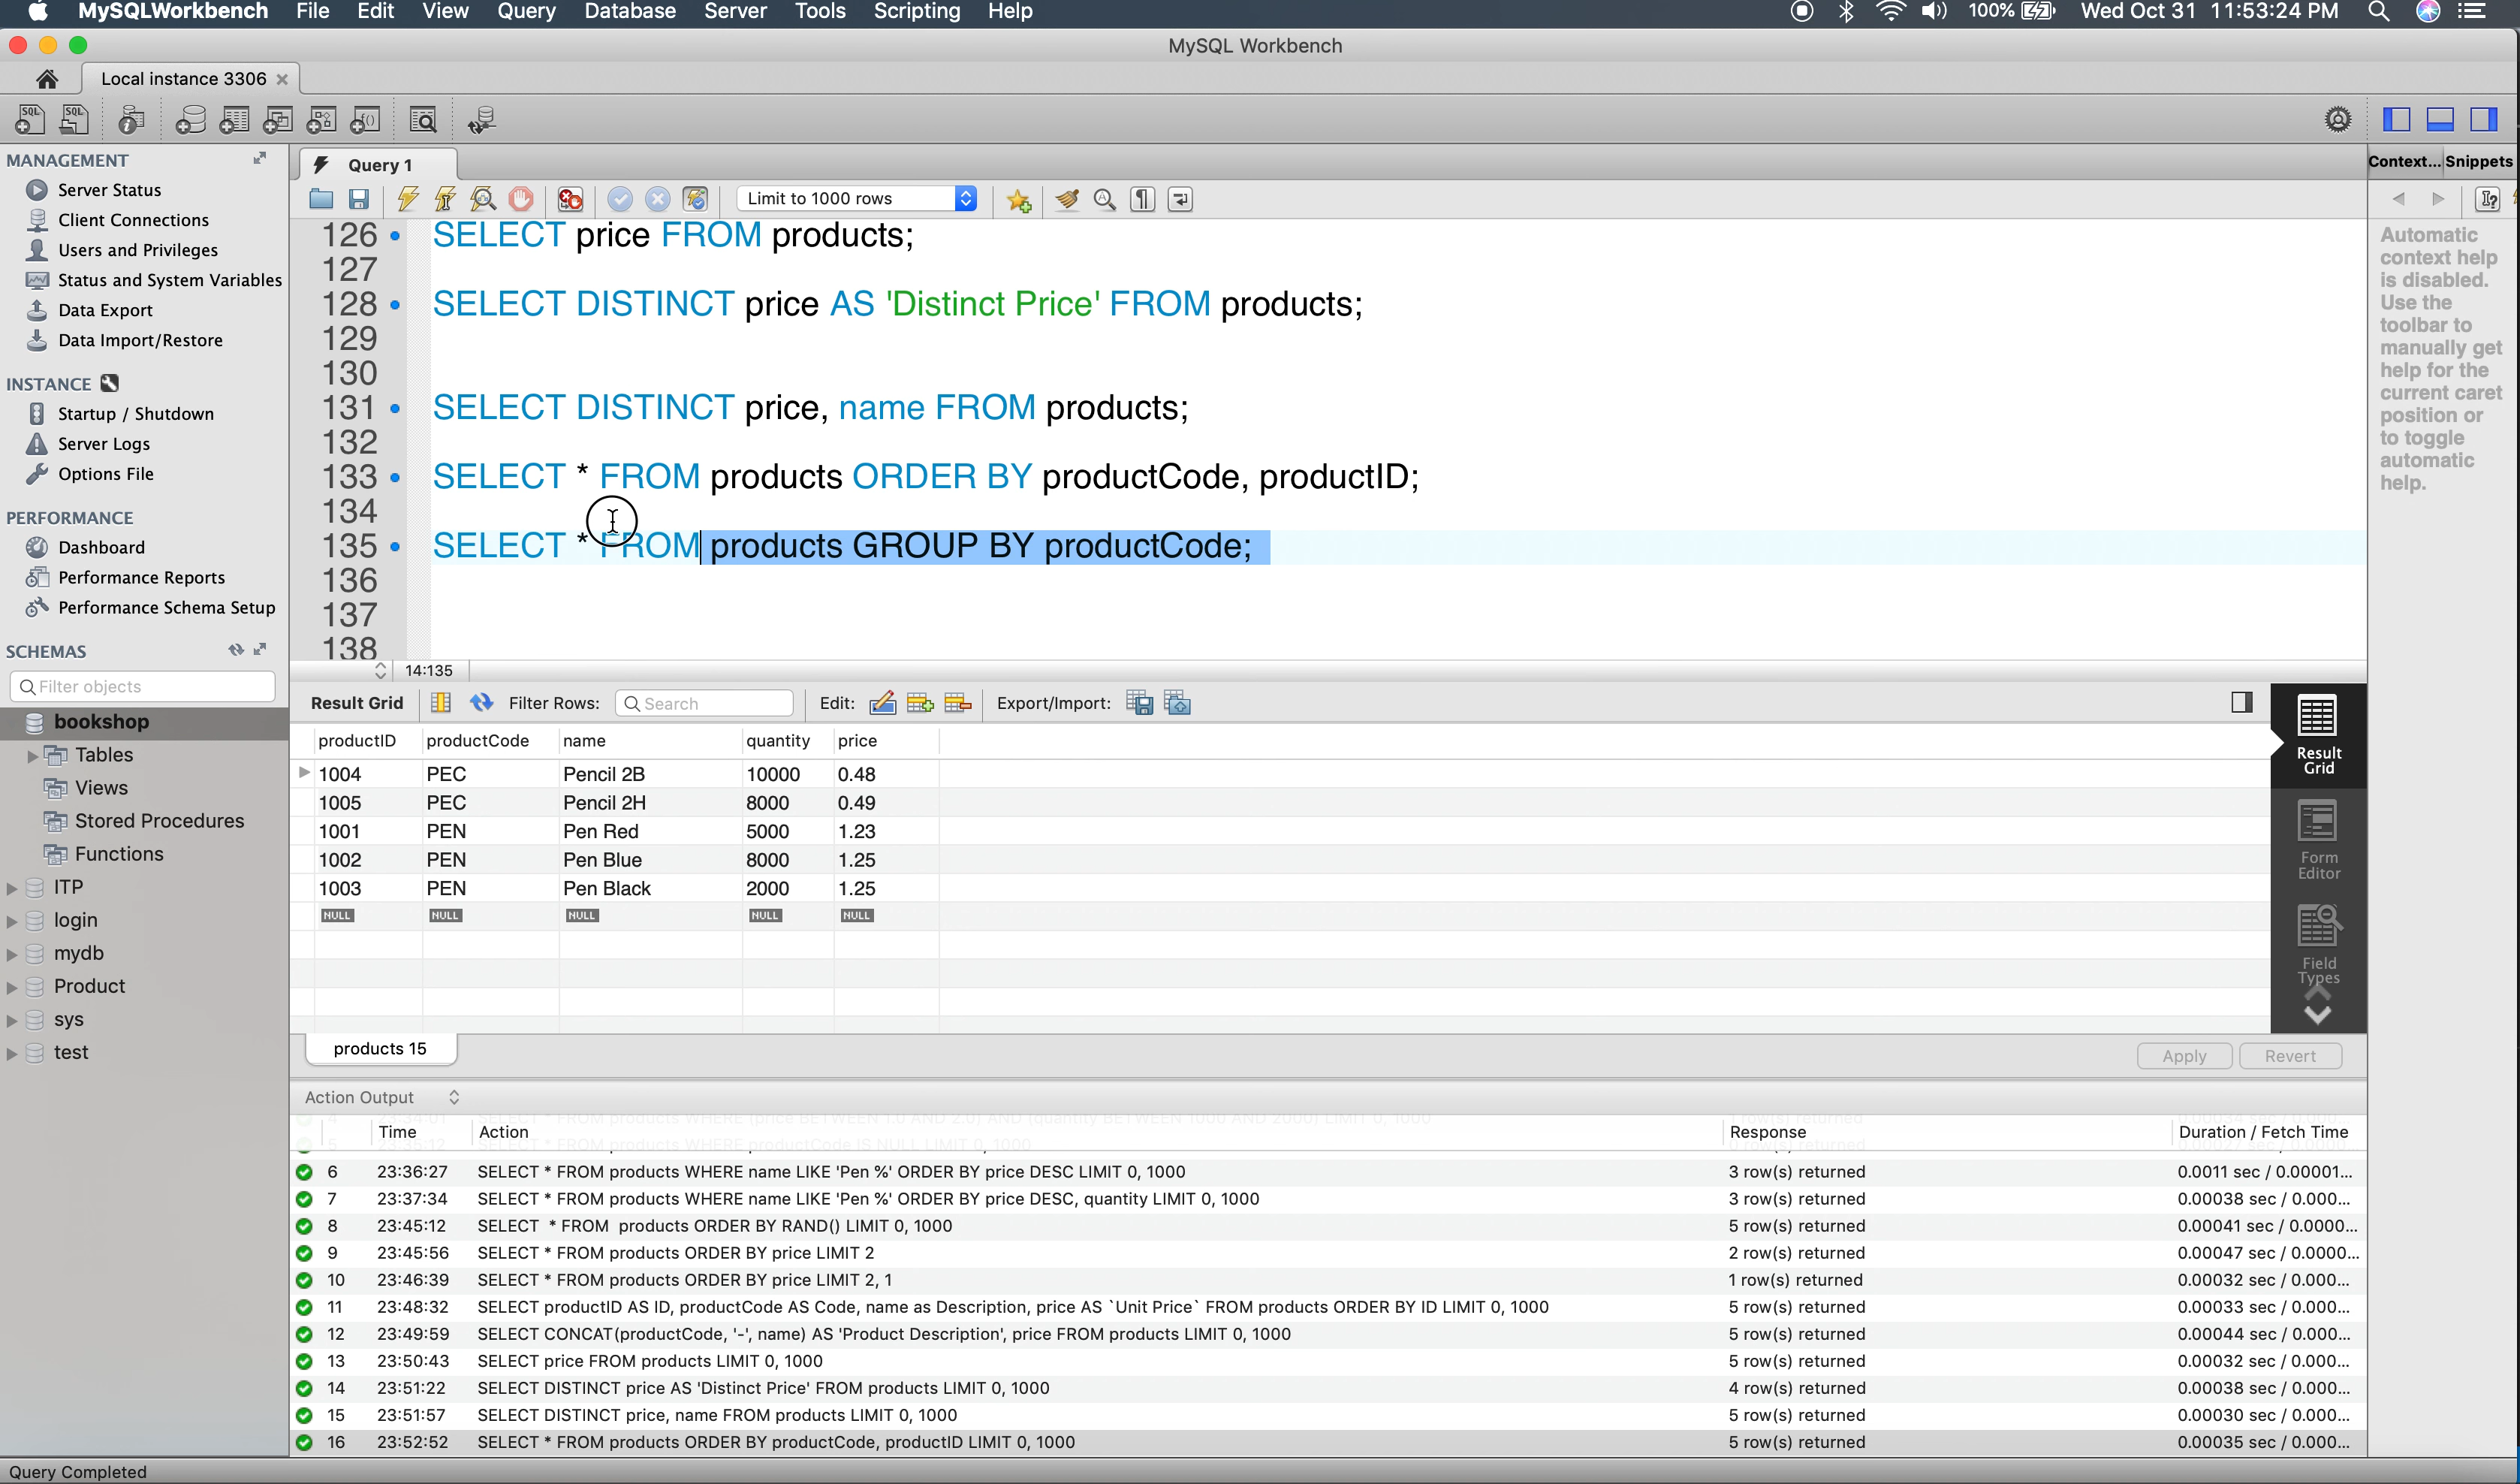 MySQLWorkbench File Edit View Query Database Server Tools Scripting Help 100% Wed Oct 31 11:53:24 PM
MySQL Workbench
Local instance 3306
MANAGEMENT
Server Status
Client Connections
Users and Privileges
Status and System Variables
Data Export
Data Import/Restore
INSTANCE
Startup / Shutdown
Server Logs
Options File
PERFORMANCE
Dashboard
Performance Reports
Performance Schema Setup
SCHEMAS
Filter objects
bookshop
Tables
Views
Stored Procedures
Functions
ITP
login
mydb
Product
sys
test
Query 1
Limit to 1000 rows
126 SELECT price FROM products;
127
128 SELECT DISTINCT price AS 'Distinct Price' FROM products;
129
130
131 SELECT DISTINCT price, name FROM products;
132
133 SELECT * FROM products ORDER BY productCode, productID;
134
135 SELECT * FROM products GROUP BY productCode;
136
137
138
14:135
Result Grid Filter Rows: Search Edit: Export/Import:
productID productCode name quantity price
1004 PEC Pencil 2B 10000 0.48
1005 PEC Pencil 2H 8000 0.49
1001 PEN Pen Red 5000 1.23
1002 PEN Pen Blue 8000 1.25
1003 PEN Pen Black 2000 1.25
NULL NULL NULL NULL NULL
Result
Grid
Form
Editor
Field
Types
products 15
Apply Revert
Action Output
Time Action Response Duration / Fetch Time
6 23:36:27 SELECT * FROM products WHERE name LIKE 'Pen %' ORDER BY price DESC LIMIT 0, 1000 3 row(s) returned 0.0011 sec / 0.00001...
7 23:37:34 SELECT * FROM products WHERE name LIKE 'Pen %' ORDER BY price DESC, quantity LIMIT 0, 1000 3 row(s) returned 0.00038 sec / 0.000...
8 23:45:12 SELECT * FROM products ORDER BY RAND() LIMIT 0, 1000 5 row(s) returned 0.00041 sec / 0.0000...
9 23:45:56 SELECT * FROM products ORDER BY price LIMIT 2 2 row(s) returned 0.00047 sec / 0.0000...
10 23:46:39 SELECT * FROM products ORDER BY price LIMIT 2, 1 1 row(s) returned 0.00032 sec / 0.000...
11 23:48:32 SELECT productID AS ID, productCode AS Code, name as Description, price AS `Unit Price` FROM products ORDER BY ID LIMIT 0, 1000 5 row(s) returned 0.00033 sec / 0.000...
12 23:49:59 SELECT CONCAT(productCode, '-', name) AS 'Product Description', price FROM products LIMIT 0, 1000 5 row(s) returned 0.00044 sec / 0.000...
13 23:50:43 SELECT price FROM products LIMIT 0, 1000 5 row(s) returned 0.00032 sec / 0.000...
14 23:51:22 SELECT DISTINCT price AS 'Distinct Price' FROM products LIMIT 0, 1000 4 row(s) returned 0.00038 sec / 0.000...
15 23:51:57 SELECT DISTINCT price, name FROM products LIMIT 0, 1000 5 row(s) returned 0.00030 sec / 0.000...
16 23:52:52 SELECT * FROM products ORDER BY productCode, productID LIMIT 0, 1000 5 row(s) returned 0.00035 sec / 0.000...
Context... Snippets
Automatic
context help
is disabled.
Use the
toolbar to
manually get
help for the
current caret
position or
to toggle
automatic
help.
Query Completed